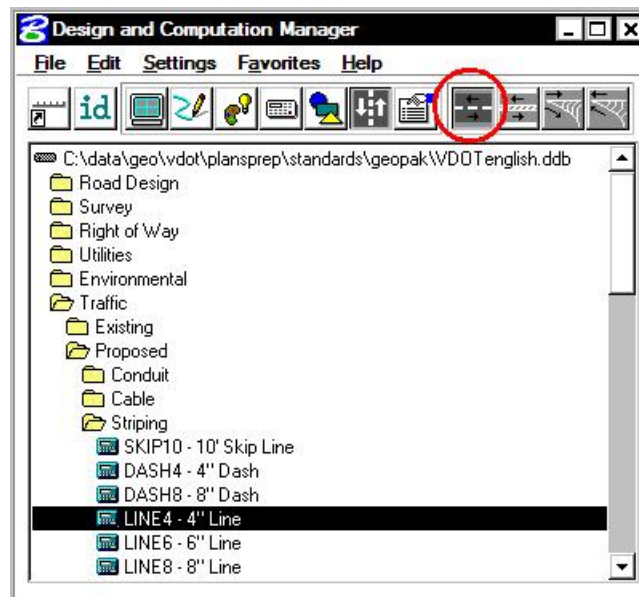 Design and Computation Manager
File Edit Settings Favorites Help
id
C:\data\geo\vdot\plansprep\standards\geopak\VDOTenglish.ddb
Road Design
Survey
Right of Way
Utilities
Environmental
Traffic
Existing
Proposed
Conduit
Cable
Striping
SKIP10 - 10' Skip Line
DASH4 - 4'' Dash
DASH8 - 8'' Dash
LINE4 - 4'' Line
LINE6 - 6'' Line
LINE8 - 8'' Line